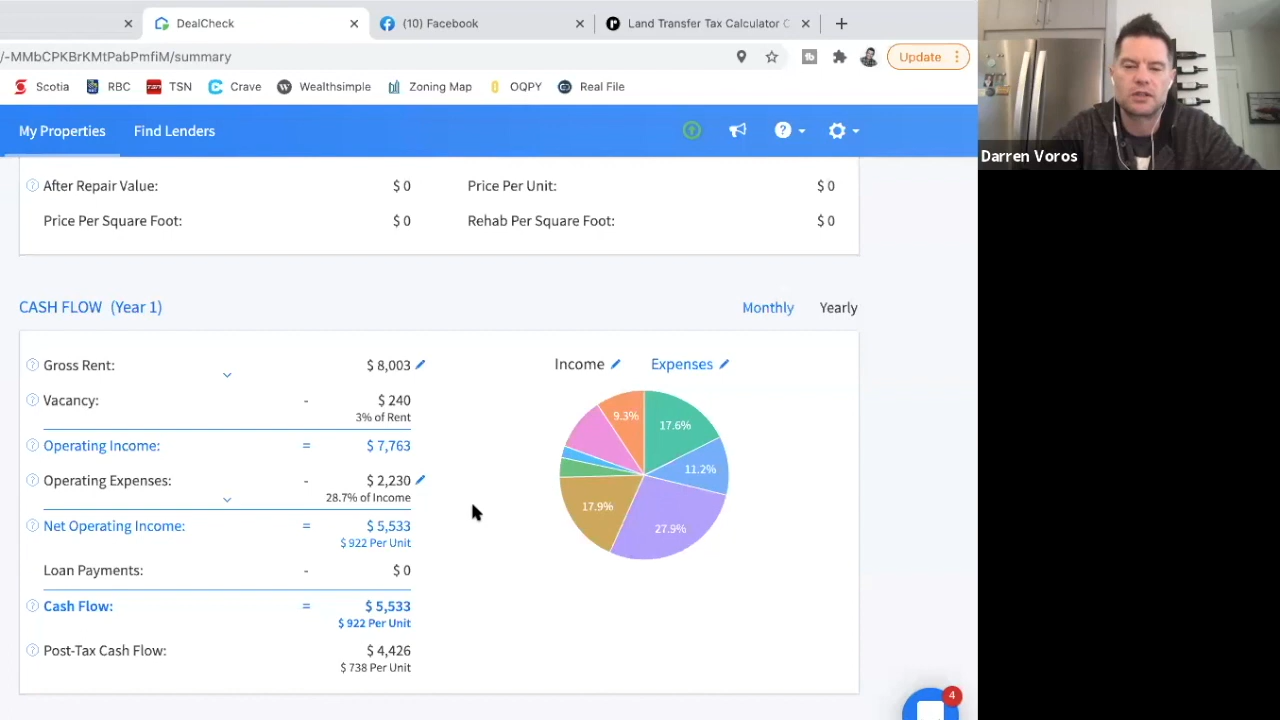 DealCheck
(10) Facebook
Land Transfer Tax Calculator C
/-MMbCPKBrKMtPabPmfiM/summary
Update
Scotia RBC TSN Crave Wealthsimple Zoning Map OQPY Real File
My Properties Find Lenders
Darren Voros
After Repair Value: $ 0 Price Per Unit: $ 0
Price Per Square Foot: $ 0 Rehab Per Square Foot: $ 0
CASH FLOW (Year 1) Monthly Yearly
Gross Rent: $ 8,003 Income Expenses
Vacancy: - $ 240
3% of Rent
Operating Income: = $ 7,763
Operating Expenses: - $ 2,230
28.7% of Income
Net Operating Income: = $ 5,533
$ 922 Per Unit
Loan Payments: - $ 0
Cash Flow: = $ 5,533
$ 922 Per Unit
Post-Tax Cash Flow: $ 4,426
$ 738 Per Unit
9.3%
17.6%
11.2%
17.9%
27.9%
4